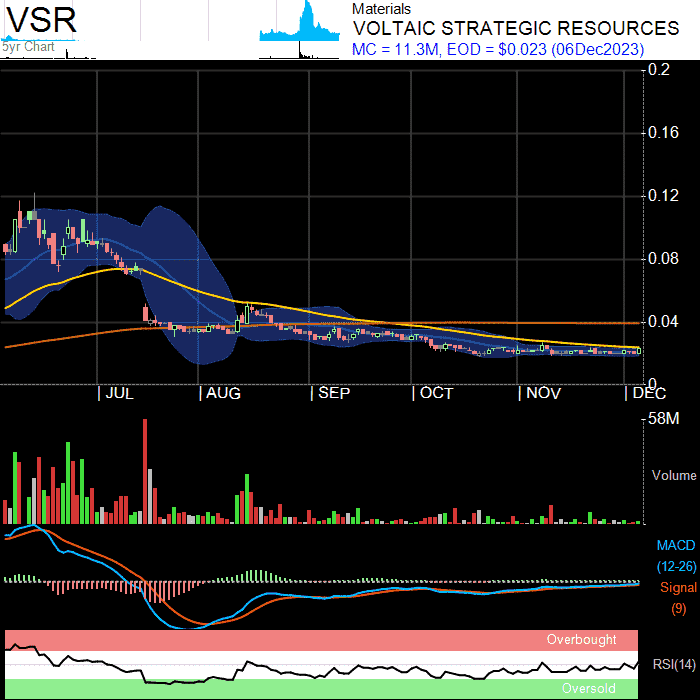 VSR
5yr Chart
Materials
VOLTAIC STRATEGIC RESOURCES
MC = 11.3M, EOD = $0.023 (06Dec2023)
0.2
0.16
0.12
0.08
0.04
0
| JUL | AUG | SEP | OCT | NOV | DEC
58M
Volume
MACD
(12-26)
Signal
(9)
Overbought
RSI(14)
Oversold